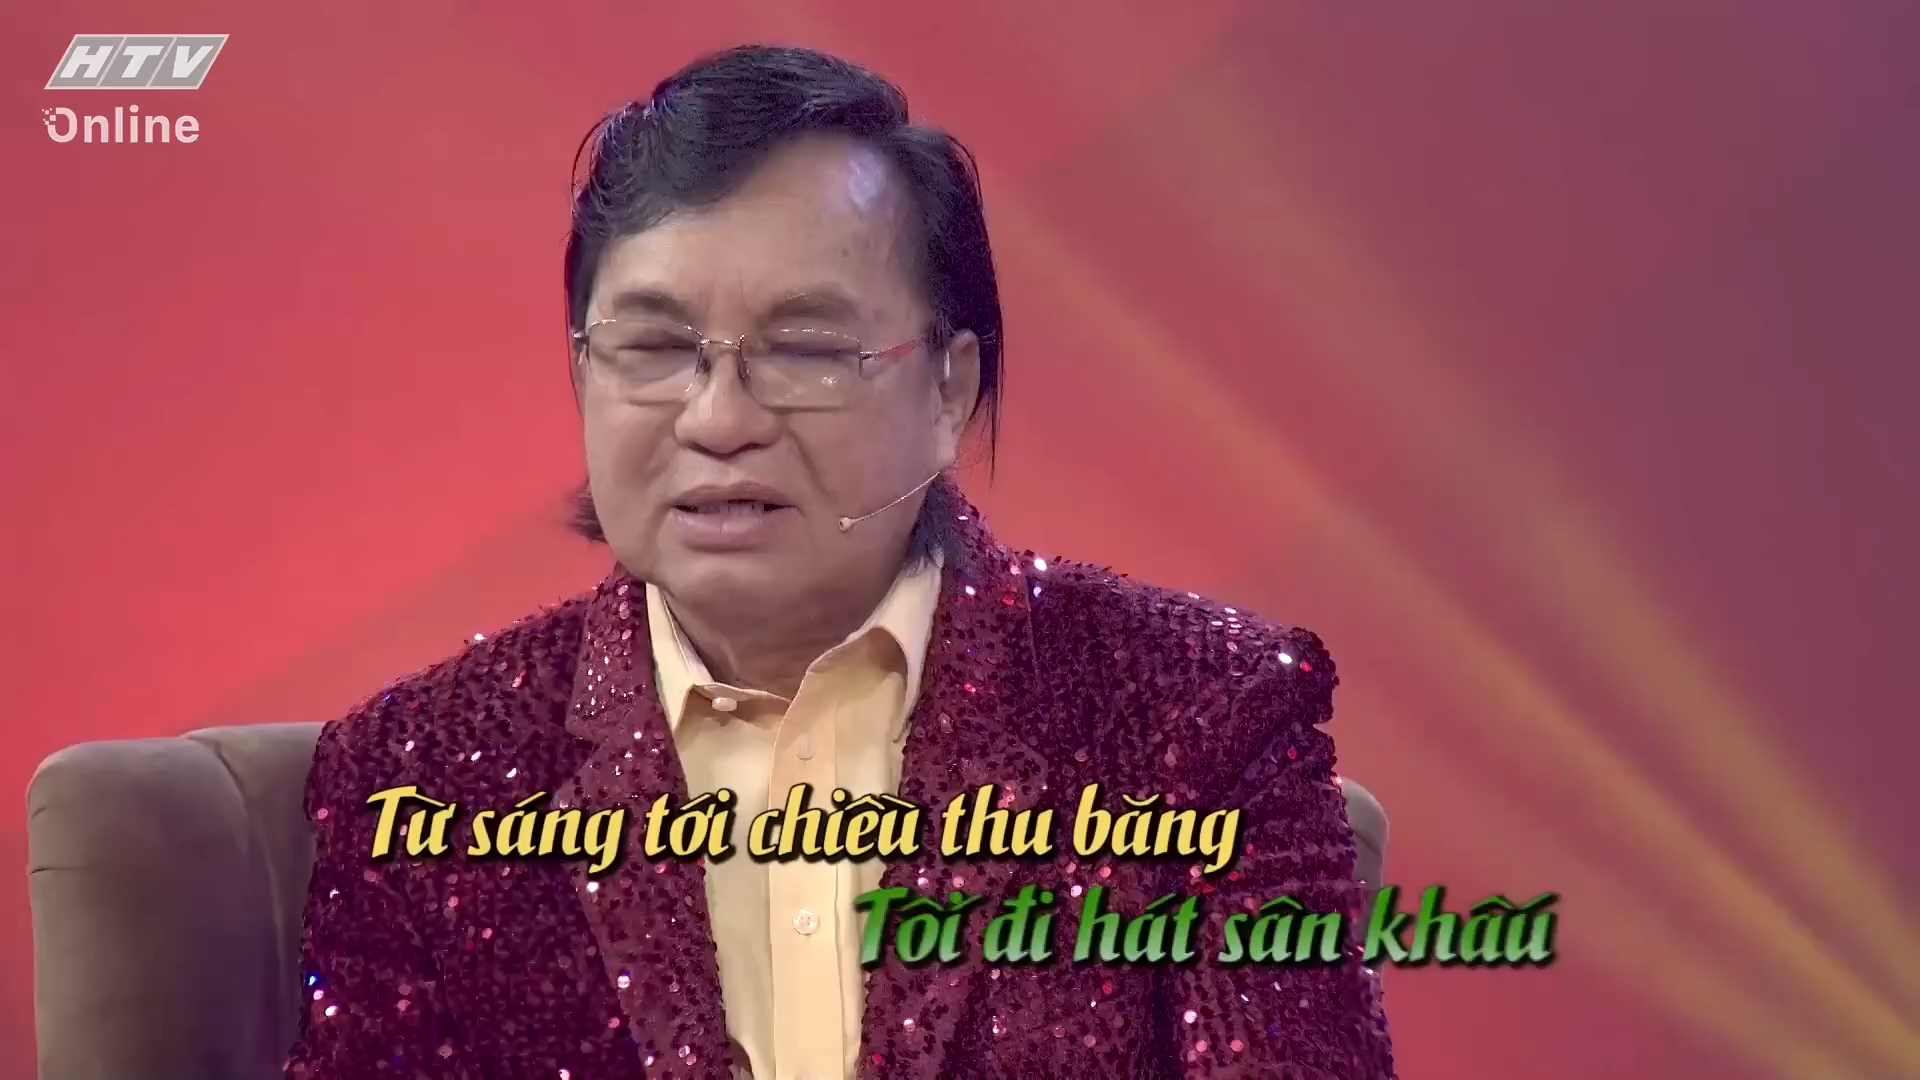 HTV
Online
Từ sáng tới chiều thu băng
Tối đi hát sân khấu